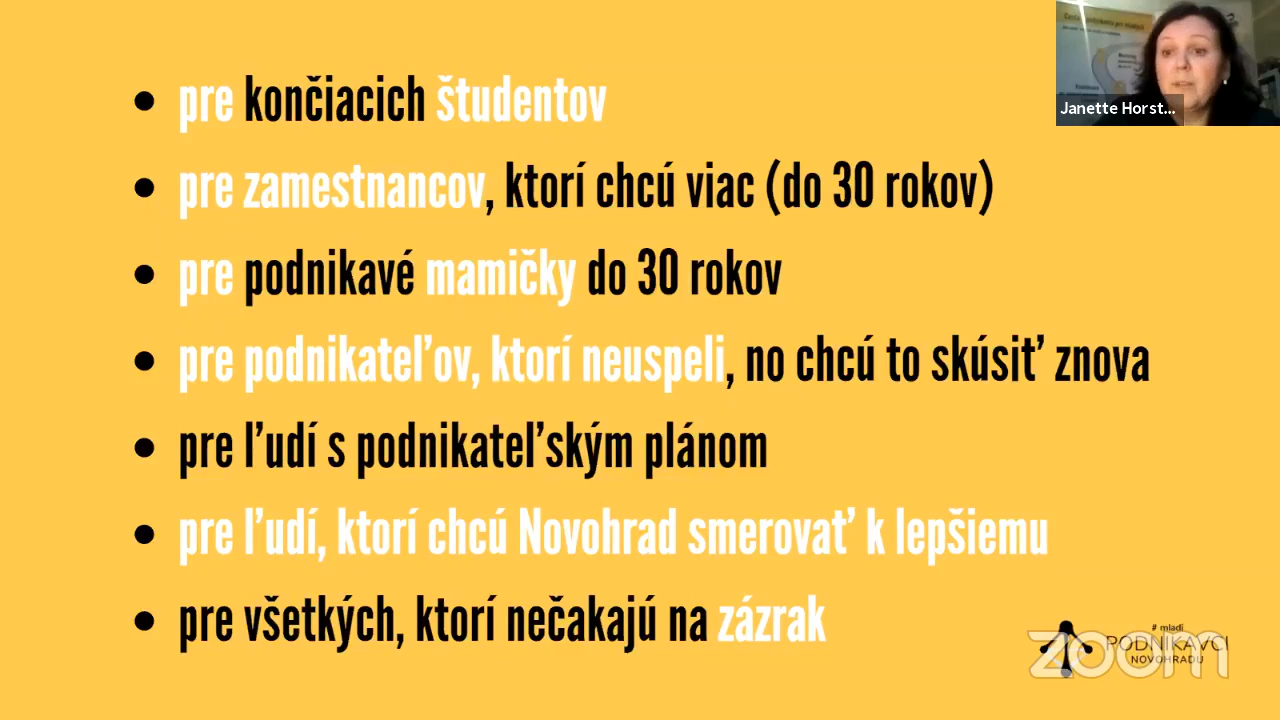 pre končiacich študentov
pre zamestnancov, ktorí chcú viac (do 30 rokov)
pre podnikavé mamičky do 30 rokov
pre podnikateľov, ktorí neuspeli, no chcú to skúsiť znova
pre ľudí s podnikateľským plánom
pre ľudí, ktorí chcú Novohrad smerovať k lepšiemu
pre všetkých, ktorí nečakajú na zázrak
Janette Horst...
# mladí
PODNIKAVCI
NOVOHRADU
zoom